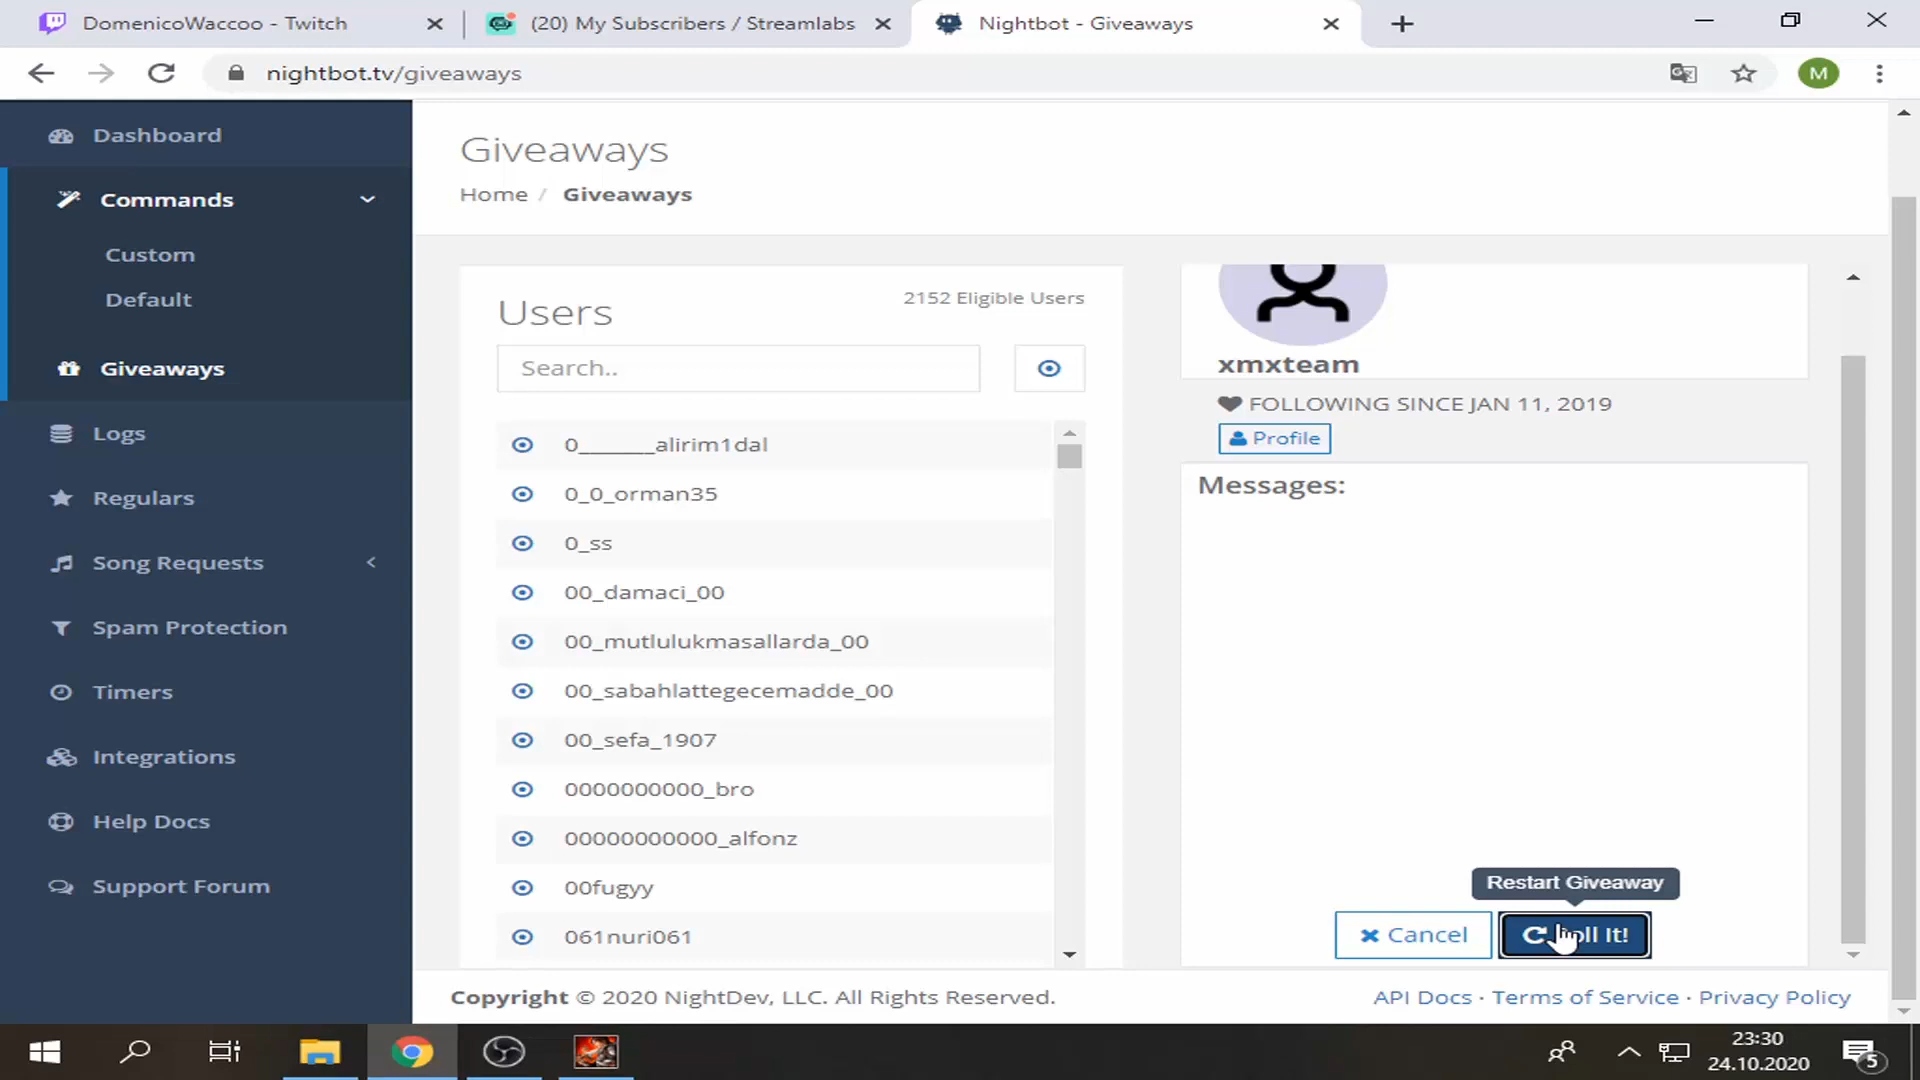 DomenicoWaccoo - Twitch
(20) My Subscribers / Streamlabs
Nightbot - Giveaways
nightbot.tv/giveaways
M
Dashboard
Commands
Custom
Default
Giveaways
Logs
Regulars
Song Requests
Spam Protection
Timers
Integrations
Help Docs
Support Forum
Giveaways
Home / Giveaways
Users
2152 Eligible Users
Search..
0______alirim1dal
0_0_orman35
0_ss
00_damaci_00
00_mutlulukmasallarda_00
00_sabahlattegecemadde_00
00_sefa_1907
0000000000_bro
00000000000_alfonz
00fugyy
061nuri061
xmxteam
FOLLOWING SINCE JAN 11, 2019
Profile
Messages:
Restart Giveaway
Cancel
It!
Copyright © 2020 NightDev, LLC. All Rights Reserved.
API Docs · Terms of Service · Privacy Policy
23:30
24.10.2020
5